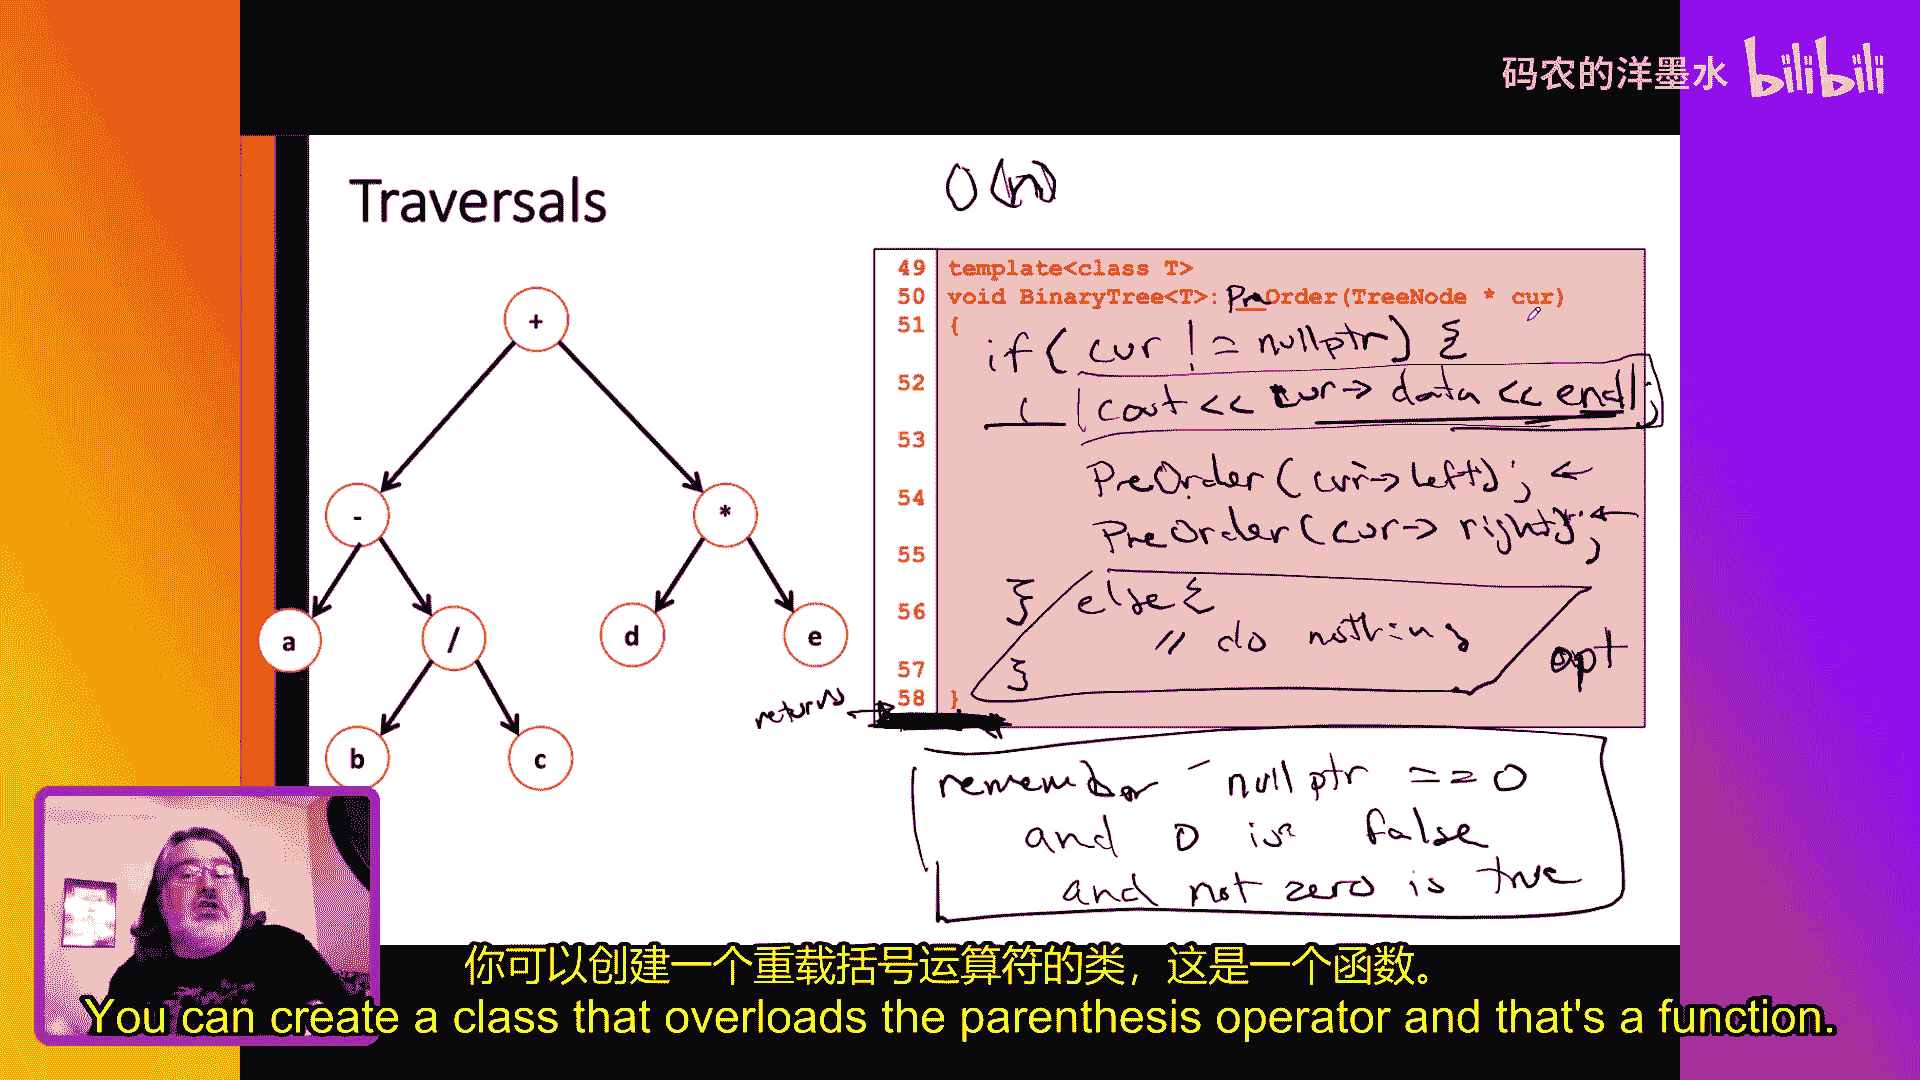 码农的洋墨水 bilibili
Traversals
O(n)
+
-
*
a
/
d
e
b
c
49 template<class T>
50 void BinaryTree<T>:PreOrder(TreeNode * cur)
51 {
if( cur != nullptr) {
52
cout << cur-> data << endl;
53
PreOrder(cur->left);
54
PreOrder(cur-> right);
55
} else {
56
// do nothing
opt
57
}
58 }
returns
remember nullptr == 0
and 0 is false
and not zero is true
你可以创建一个重载括号运算符的类，这是一个函数。
You can create a class that overloads the parenthesis operator and that's a function.